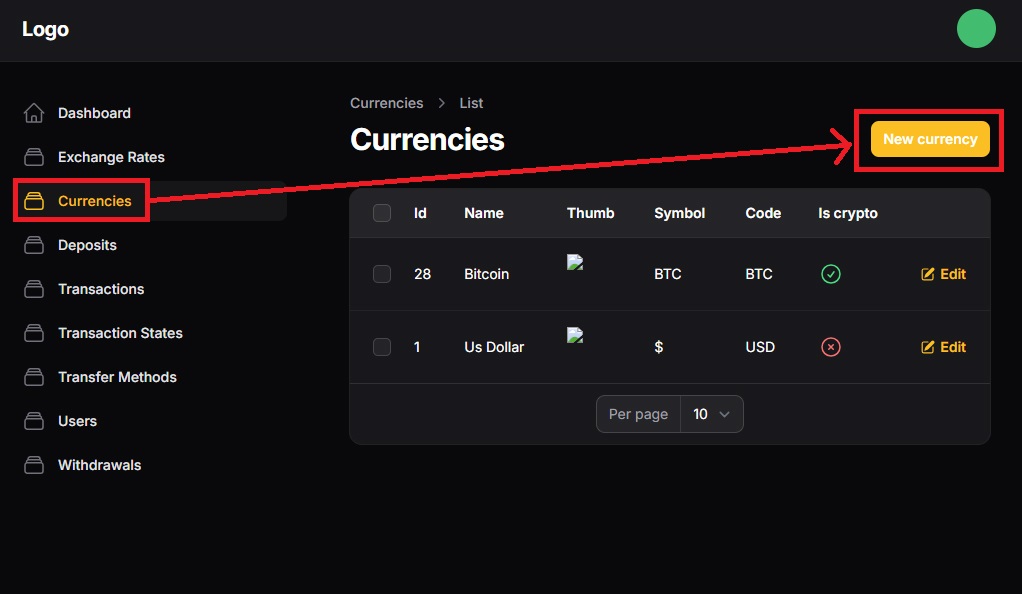 Logo
Dashboard
Exchange Rates
Currencies
Deposits
Transactions
Transaction States
Transfer Methods
Users
Withdrawals
Currencies > List
Currencies
New currency
Id Name Thumb Symbol Code Is crypto
28 Bitcoin BTC BTC Edit
1 Us Dollar $ USD Edit
Per page 10